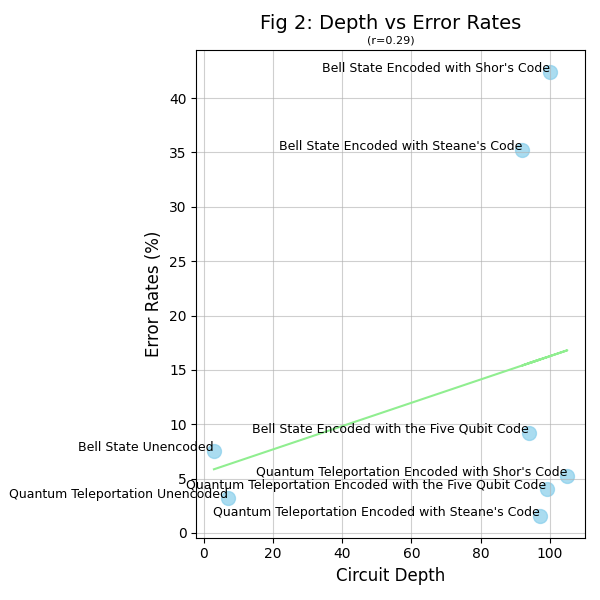 Fig 2: Depth vs Error Rates
(r=0.29)
Bell State Encoded with Shor's Code
40
Bell State Encoded with Steane's Code
35
30
25
20
15
10
5
0
Error Rates (%)
Bell State Encoded with the Five Qubit Code
Bell State Unencoded
Quantum Teleportation Encoded with Shor's Code
Quantum Teleportation Encoded with the Five Qubit Code
Quantum Teleportation Unencoded
Quantum Teleportation Encoded with Steane's Code
0 20 40 60 80 100
Circuit Depth